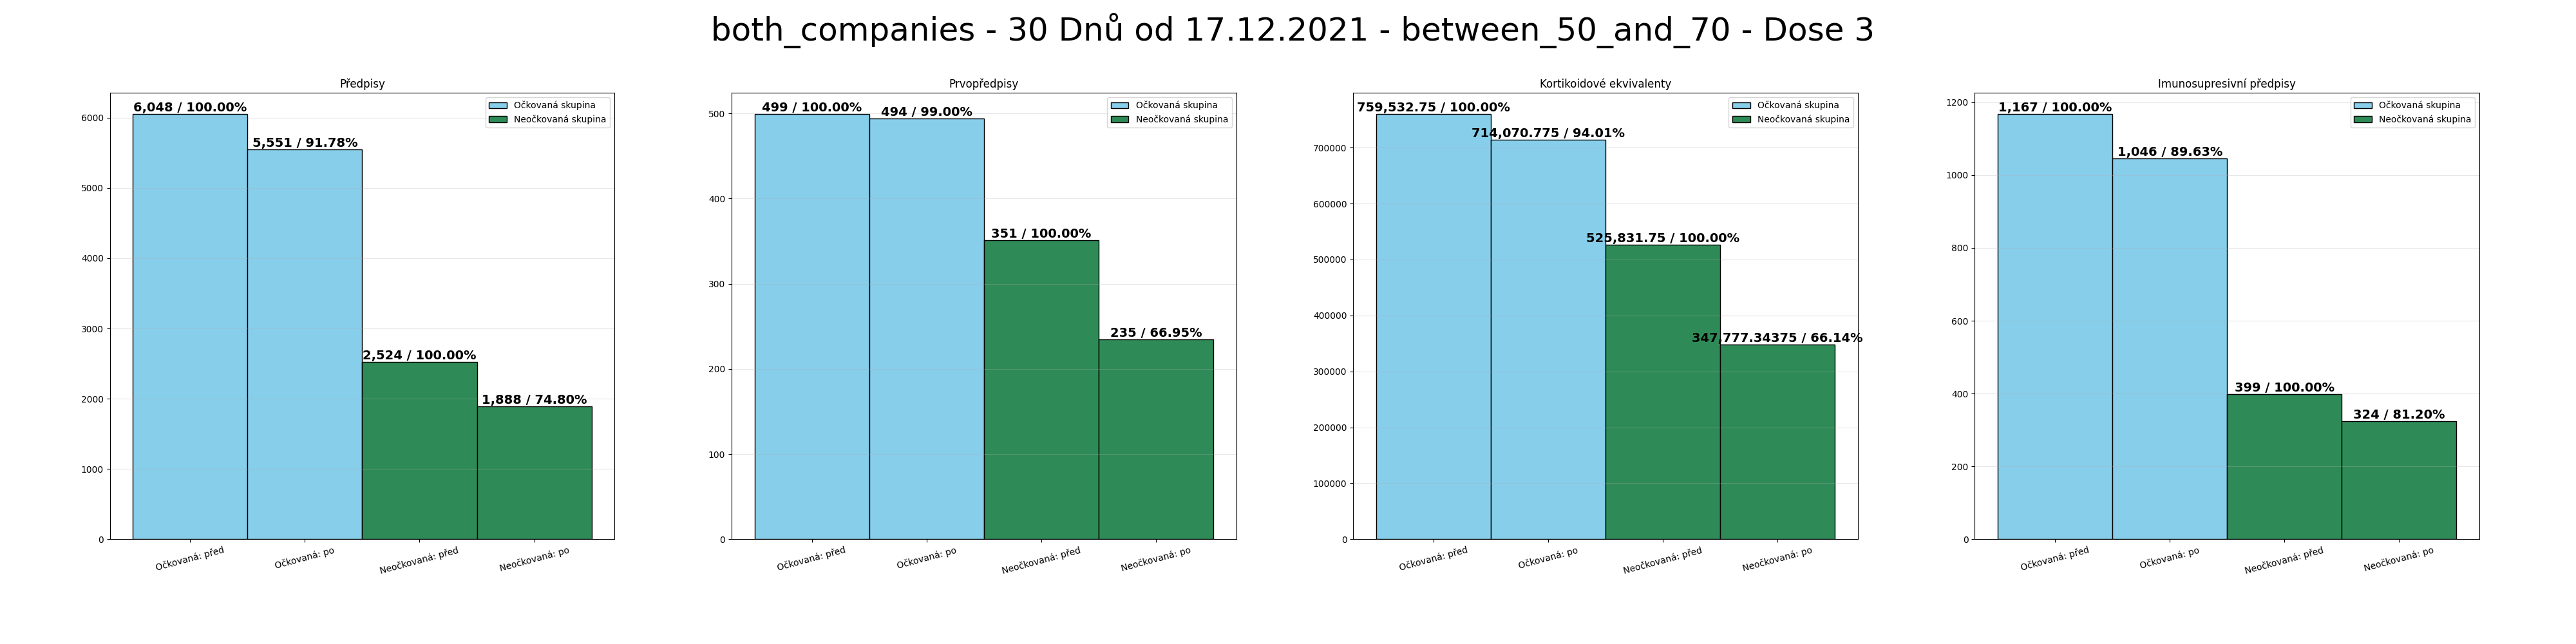 both_companies - 30 Dnů od 17.12.2021 - between_50_and_70 - Dose 3
Předpisy
6,048 / 100.00%
5,551 / 91.78%
2,524 / 100.00%
1,888 / 74.80%
Očkovaná skupina
Neočkovaná skupina
6000
5000
4000
3000
2000
1000
0
Očkovaná: před
Očkovaná: po
Neočkovaná: před
Neočkovaná: po
Prvopředpisy
499 / 100.00%
494 / 99.00%
351 / 100.00%
235 / 66.95%
Očkovaná skupina
Neočkovaná skupina
500
400
300
200
100
0
Očkovaná: před
Očkovaná: po
Neočkovaná: před
Neočkovaná: po
Kortikoidové ekvivalenty
759,532.75 / 100.00%
714,070.775 / 94.01%
525,831.75 / 100.00%
347,777.34375 / 66.14%
Očkovaná skupina
Neočkovaná skupina
700000
600000
500000
400000
300000
200000
100000
0
Očkovaná: před
Očkovaná: po
Neočkovaná: před
Neočkovaná: po
Imunosupresivní předpisy
1,167 / 100.00%
1,046 / 89.63%
399 / 100.00%
324 / 81.20%
Očkovaná skupina
Neočkovaná skupina
1200
1000
800
600
400
200
0
Očkovaná: před
Očkovaná: po
Neočkovaná: před
Neočkovaná: po